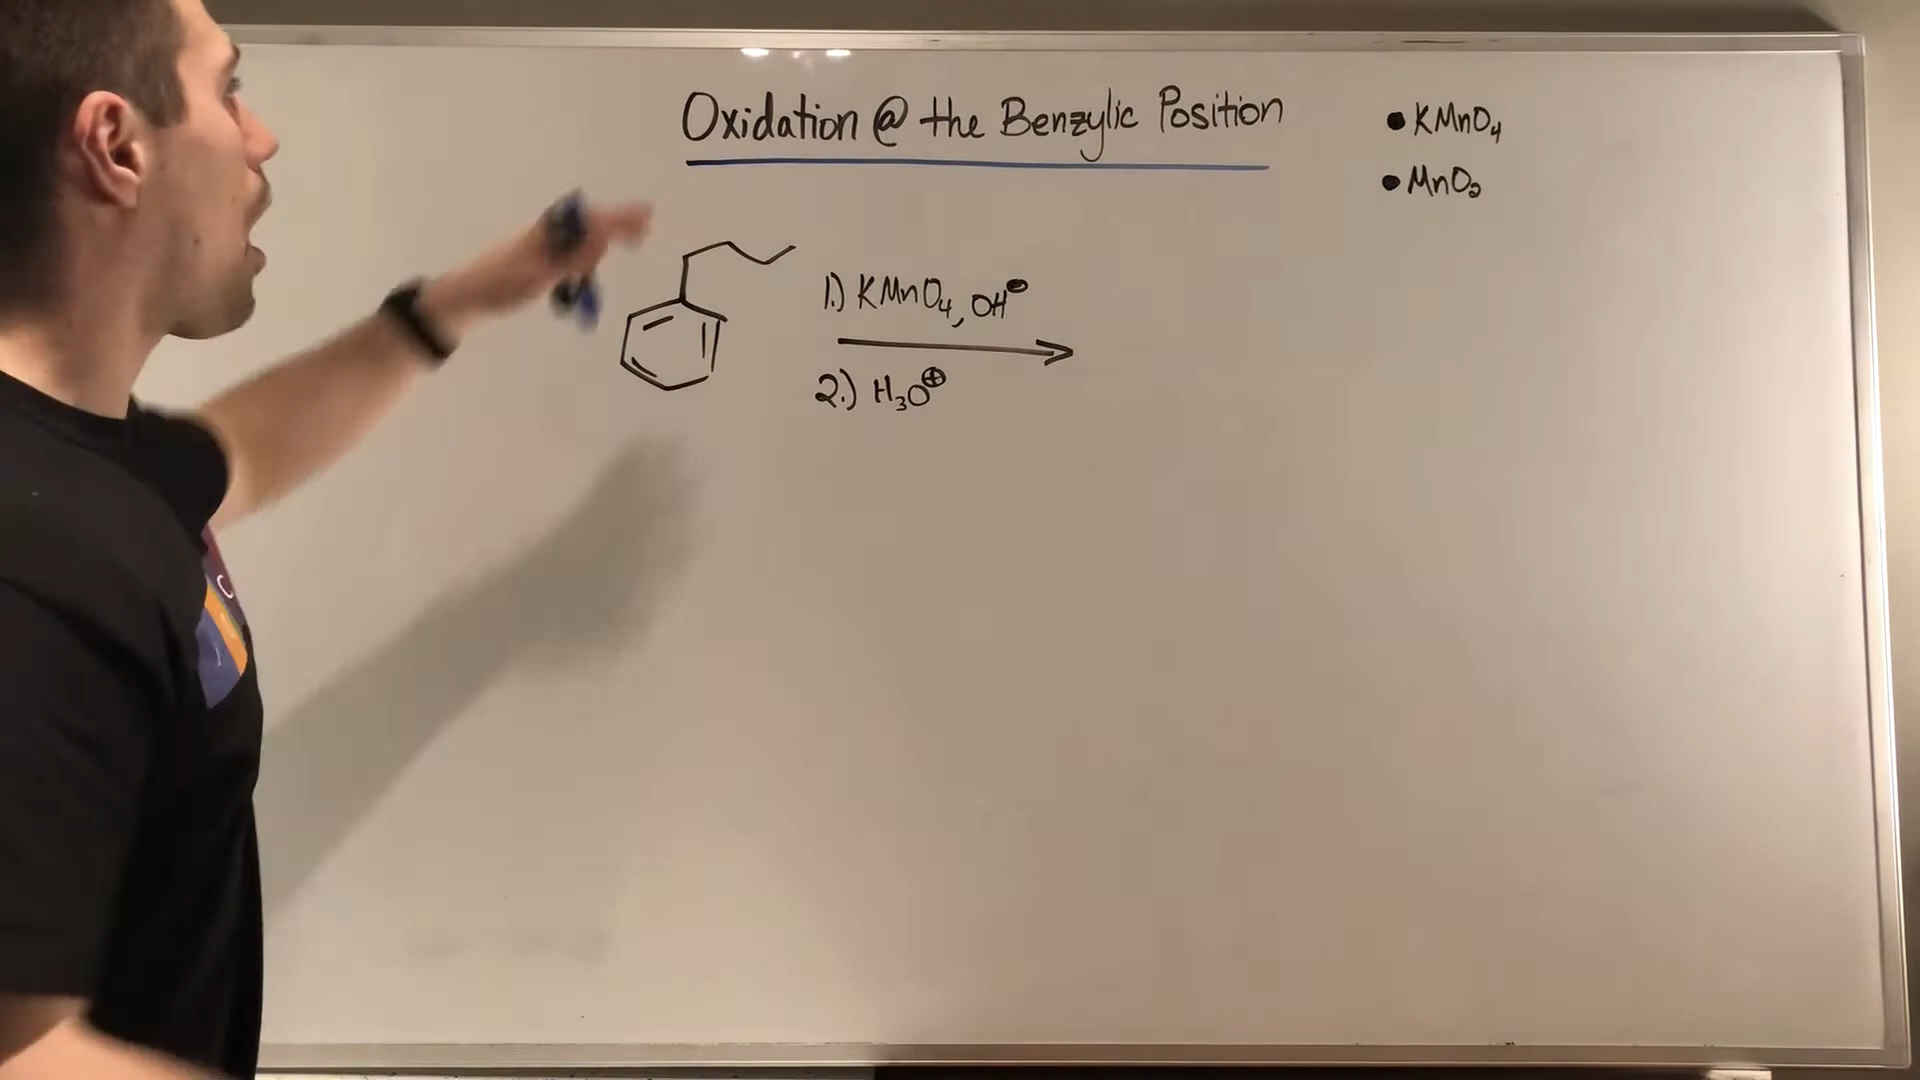 Oxidation @ the Benzylic Position
• KMnO₄
• MnO₂
1.) KMnO₄, OH⊖
2.) H₃O⊕